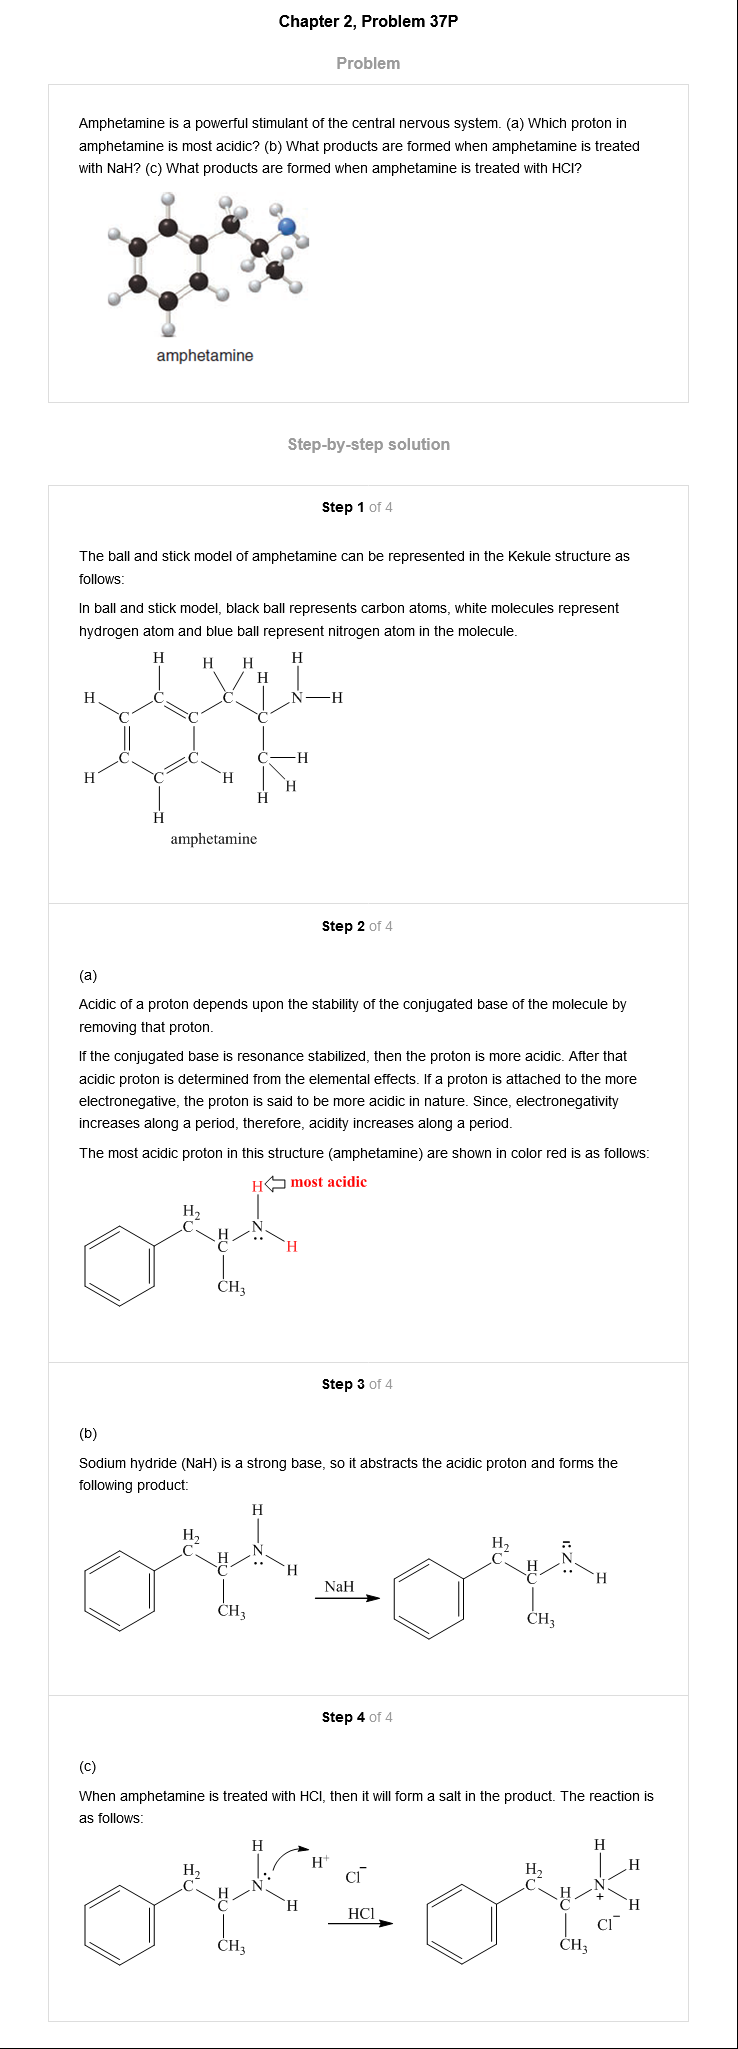 Chapter 2, Problem 37P
Problem
Amphetamine is a powerful stimulant of the central nervous system. (a) Which proton in
amphetamine is most acidic? (b) What products are formed when amphetamine is treated
with NaH? (c) What products are formed when amphetamine is treated with HCl?
amphetamine
Step-by-step solution
Step 1 of 4
The ball and stick model of amphetamine can be represented in the Kekule structure as
follows:
In ball and stick model, black ball represents carbon atoms, white molecules represent
hydrogen atom and blue ball represent nitrogen atom in the molecule.
H H H H
H
H C C N H
C C C
C C C H
H C H H
H
H
amphetamine
Step 2 of 4
(a)
Acidic of a proton depends upon the stability of the conjugated base of the molecule by
removing that proton.
If the conjugated base is resonance stabilized, then the proton is more acidic. After that
acidic proton is determined from the elemental effects. If a proton is attached to the more
electronegative, the proton is said to be more acidic in nature. Since, electronegativity
increases along a period, therefore, acidity increases along a period.
The most acidic proton in this structure (amphetamine) are shown in color red is as follows:
H most acidic
H₂
C H N
C H
CH₃
Step 3 of 4
(b)
Sodium hydride (NaH) is a strong base, so it abstracts the acidic proton and forms the
following product:
H
H₂ H₂
C H N C H N
C H C H
NaH
CH₃ CH₃
Step 4 of 4
(c)
When amphetamine is treated with HCl, then it will form a salt in the product. The reaction is
as follows:
H H
H⁺ H
H₂ Cl⁻ H₂
C H N C H N
+
C H C H
HCl Cl⁻
CH₃ CH₃